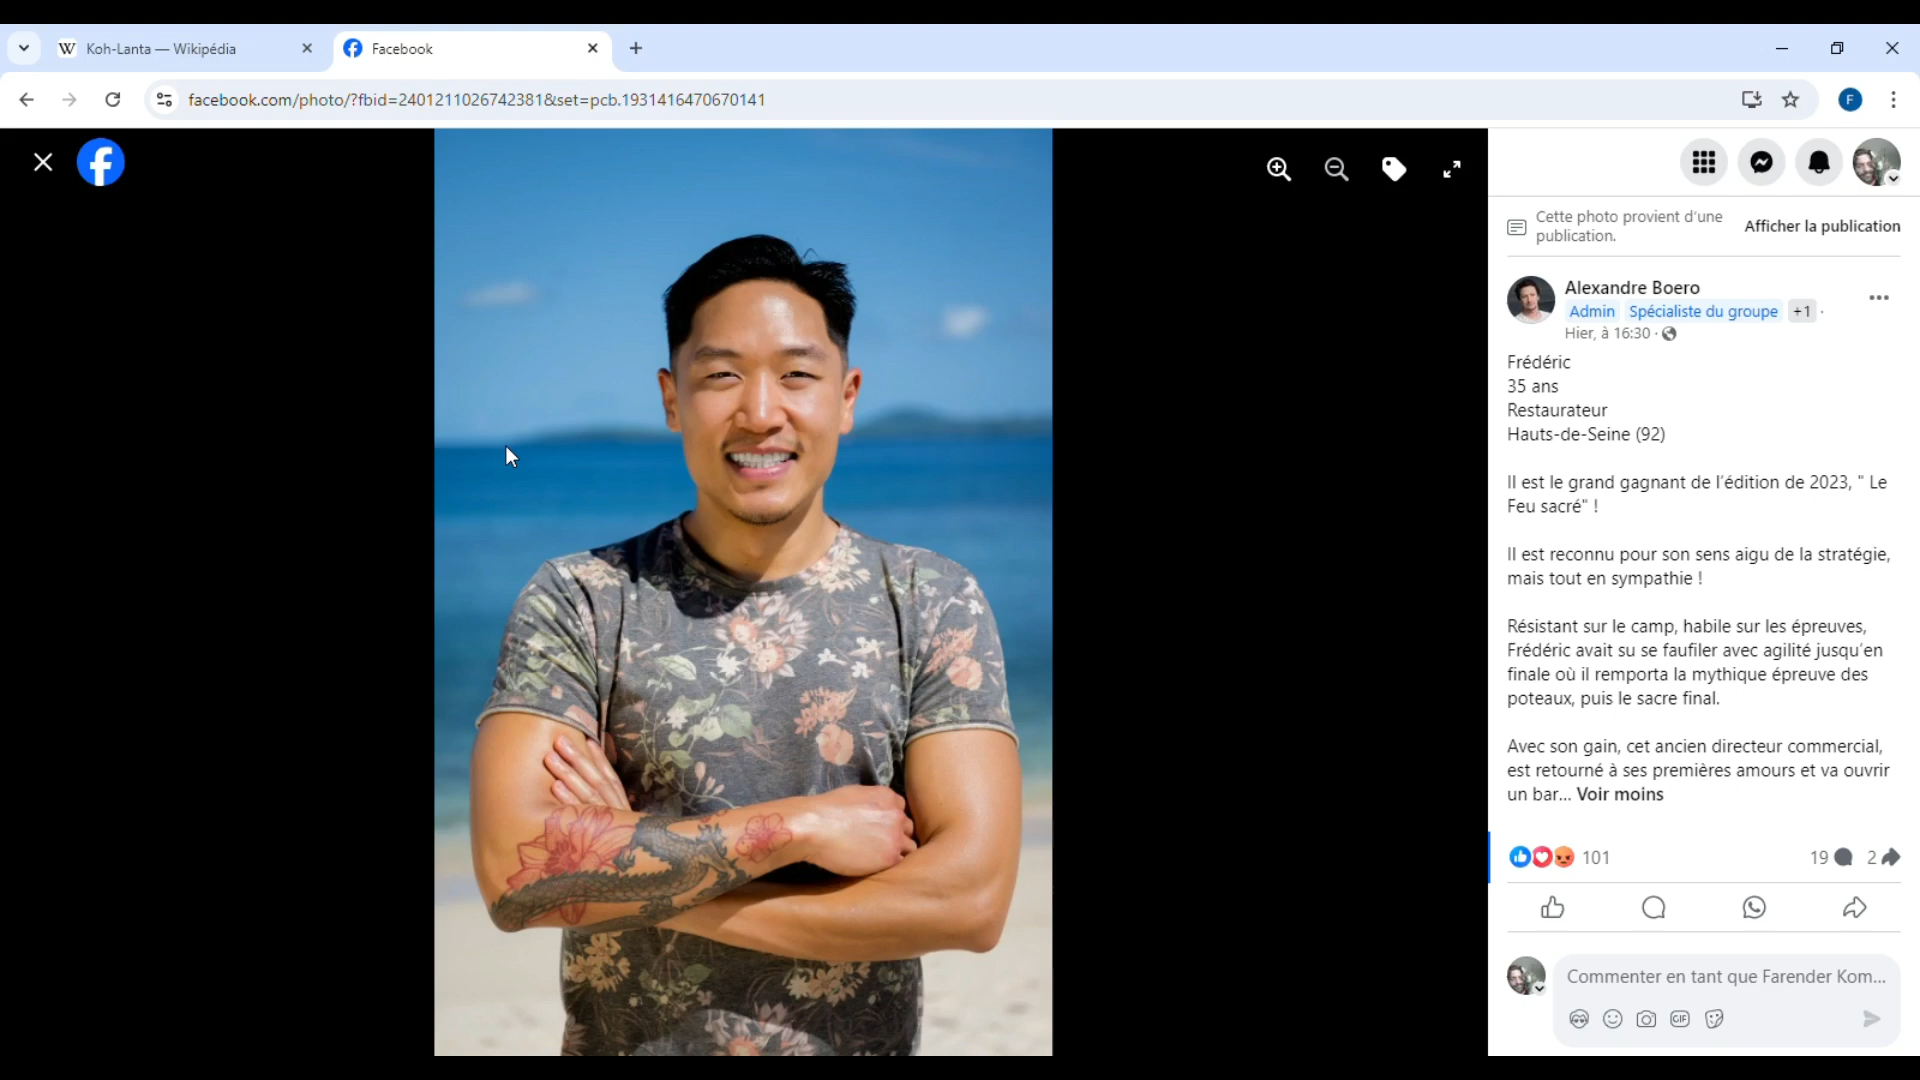 Koh-Lanta — Wikipédia
Facebook
facebook.com/photo/?fbid=2401211026742381&set=pcb.1931416470670141
F
Cette photo provient d'une
publication.
Afficher la publication
Alexandre Boero
Admin Spécialiste du groupe +1 ·
Hier, à 16:30 ·
Frédéric
35 ans
Restaurateur
Hauts-de-Seine (92)
Il est le grand gagnant de l'édition de 2023, " Le
Feu sacré" !
Il est reconnu pour son sens aigu de la stratégie,
mais tout en sympathie !
Résistant sur le camp, habile sur les épreuves,
Frédéric avait su se faufiler avec agilité jusqu'en
finale où il remporta la mythique épreuve des
poteaux, puis le sacre final.
Avec son gain, cet ancien directeur commercial,
est retourné à ses premières amours et va ouvrir
un bar... Voir moins
101
19 2
Commenter en tant que Farender Kom...
GIF